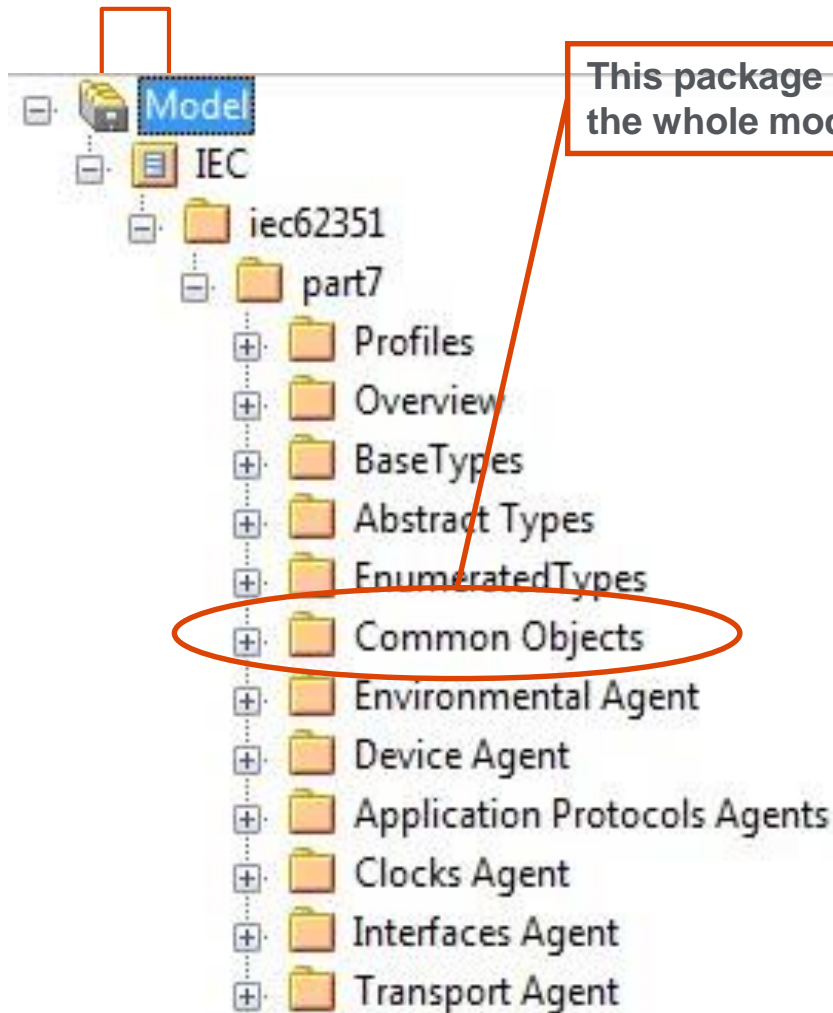 This package
the whole mod
Model
IEC
iec62351
part7
Profiles
Overview
BaseTypes
Abstract Types
EnumeratedTypes
Common Objects
Environmental Agent
Device Agent
Application Protocols Agents
Clocks Agent
Interfaces Agent
Transport Agent